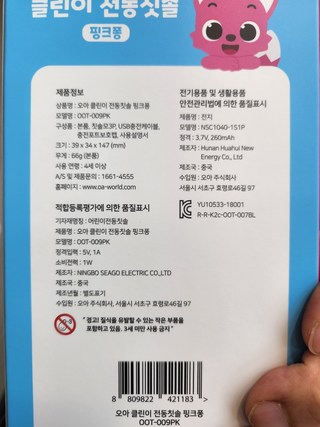 클린이 전동칫솔
핑크퐁
제품정보
상품명 : 오아 클린이 전동칫솔 핑크퐁
모델명 : OOT-009PK
구성품 : 본품, 칫솔모3P, USB충전케이블,
충전포트보호캡, 사용설명서
크기 : 39 x 34 x 147 (mm)
무게 : 66g (본품)
사용 연령 : 4세 이상
A/S 및 제품문의 : 1661-4555
홈페이지 : www.oa-world.com
적합등록평가에 의한 품질표시
기자재명칭 : 어린이전동칫솔
제품명 : 오아 클린이 전동칫솔 핑크퐁
모델명 : OOT-009PK
정격입력 : 5V, 1A
소비전력 : 1W
제조자 : NINGBO SEAGO ELECTRIC CO.,LTD
제조국 : 중국
제조년월 : 별도표기
수입원 : 오아 주식회사, 서울시 서초구 효령로46길 97
전기용품 및 생활용품
안전관리법에 의한 품질표시
제품명 : 전지
모델명 : NSC1040-1S1P
정격 : 3.7V, 260mAh
제조자 : Hunan Huahui New
Energy Co., Ltd
제조국 : 중국
수입원 : 오아 주식회사
서울시 서초구 효령로46길 97
YU10533-18001
R-R-K2c-OOT-007BL
" 경고! 질식을 유발할 수 있는 작은 부품을
포함하고 있음. 3세 미만 사용 금지 "
8 809822 421183 >
오아 클린이 전동칫솔 핑크퐁
OOT-009PK